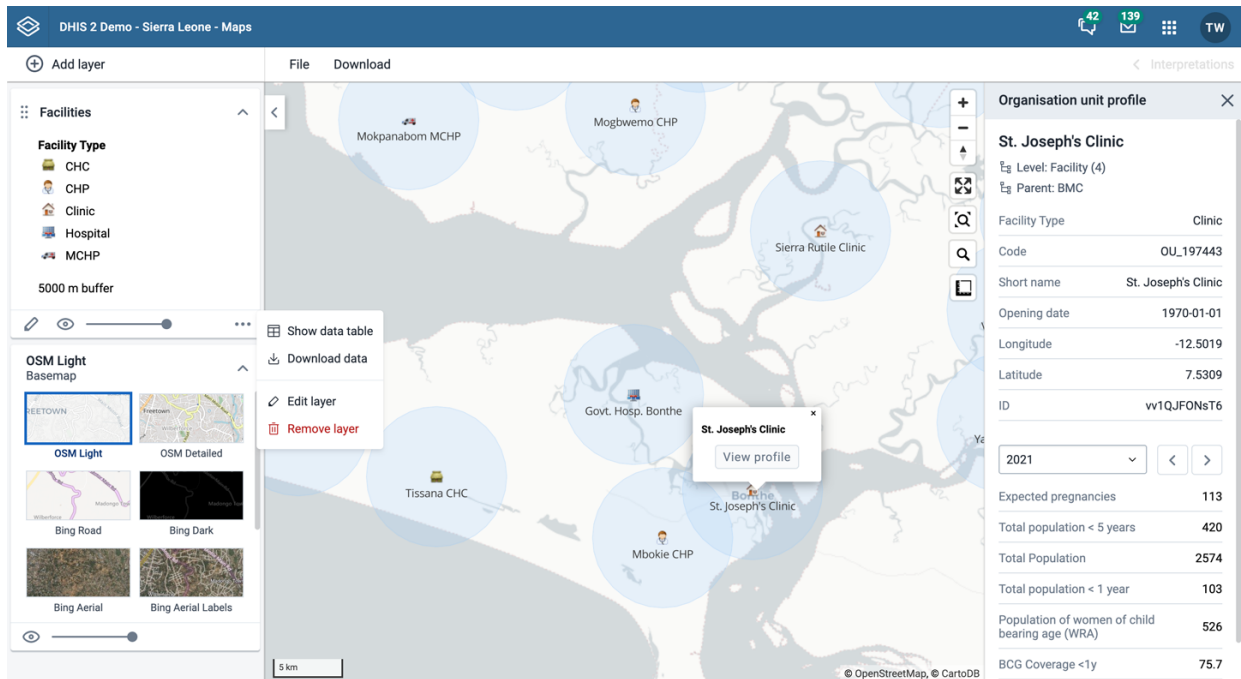 DHIS 2 Demo - Sierra Leone - Maps
42
139
TW
Add layer
File
Download
Interpretations
Facilities
Facility Type
CHC
CHP
Clinic
Hospital
MCHP
5000 m buffer
Show data table
Download data
Edit layer
Remove layer
OSM Light
Basemap
REETOWN
OSM Light
Freetown
Wilberforce
OSM Detailed
Wilberforce
Madongo
Bing Road
Bing Dark
Bing Aerial
Bing Aerial Labels
Mokpanabom MCHP
Mogbwemo CHP
Sierra Rutile Clinic
Govt. Hosp. Bonthe
St. Joseph's Clinic
View profile
Tissana CHC
Bonthe
St. Joseph's Clinic
Mbokie CHP
Ya
5 km
© OpenStreetMap, © CartoDB
Organisation unit profile
St. Joseph's Clinic
Level: Facility (4)
Parent: BMC
Facility Type Clinic
Code OU_197443
Short name St. Joseph's Clinic
Opening date 1970-01-01
Longitude -12.5019
Latitude 7.5309
ID vv1QJFONsT6
2021
Expected pregnancies 113
Total population < 5 years 420
Total Population 2574
Total population < 1 year 103
Population of women of child
bearing age (WRA) 526
BCG Coverage <1y 75.7